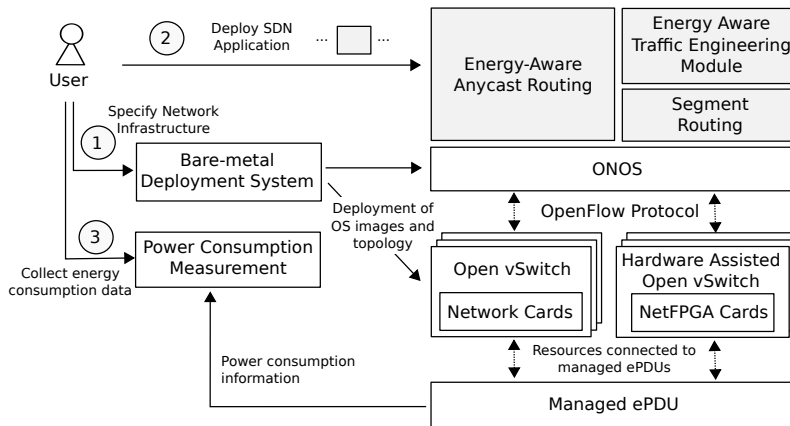 2
Deploy SDN
Application
...
...
User
Energy-Aware
Anycast Routing
Energy Aware
Traffic Engineering
Module
Segment
Routing
Specify Network
Infrastructure
1
Bare-metal
Deployment System
ONOS
Deployment of
OS images and
topology
OpenFlow Protocol
3
Collect energy
consumption data
Power Consumption
Measurement
Open vSwitch
Network Cards
Hardware Assisted
Open vSwitch
NetFPGA Cards
Power consumption
information
Resources connected to
managed ePDUs
Managed ePDU